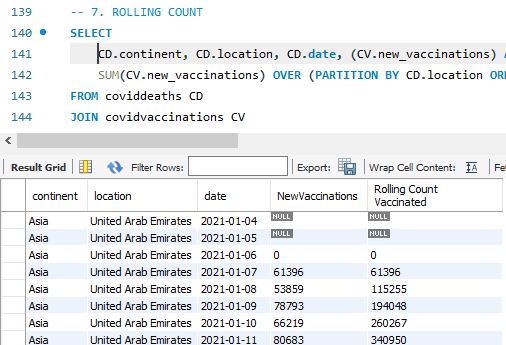 139 -- 7. ROLLING COUNT
140 SELECT
141 CD.continent, CD.location, CD.date, (CV.new_vaccinations)
142 SUM(CV.new_vaccinations) OVER (PARTITION BY CD.location
143 FROM coviddeaths CD
144 JOIN covidvaccinations CV
Result Grid Filter Rows: Export: Wrap Cell Content:
continent location date NewVaccinations Rolling Count
Vaccinated
Asia United Arab Emirates 2021-01-04 NULL NULL
Asia United Arab Emirates 2021-01-05 NULL NULL
Asia United Arab Emirates 2021-01-06 0 0
Asia United Arab Emirates 2021-01-07 61396 61396
Asia United Arab Emirates 2021-01-08 53859 115255
Asia United Arab Emirates 2021-01-09 78793 194048
Asia United Arab Emirates 2021-01-10 66219 260267
Asia United Arab Emirates 2021-01-11 80683 340950